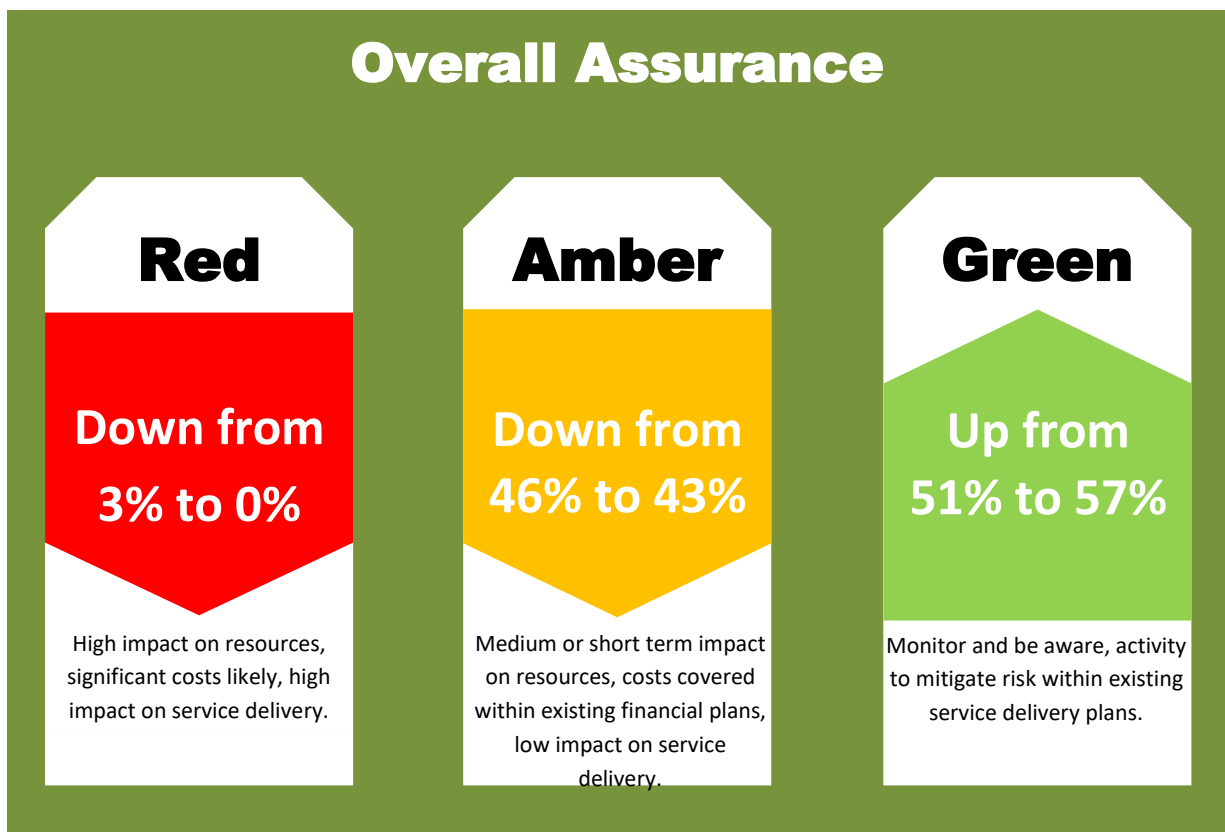 Overall Assurance
Red
Down from
3% to 0%
High impact on resources,
significant costs likely, high
impact on service delivery.
Amber
Down from
46% to 43%
Medium or short term impact
on resources, costs covered
within existing financial plans,
low impact on service
delivery.
Green
Up from
51% to 57%
Monitor and be aware, activity
to mitigate risk within existing
service delivery plans.